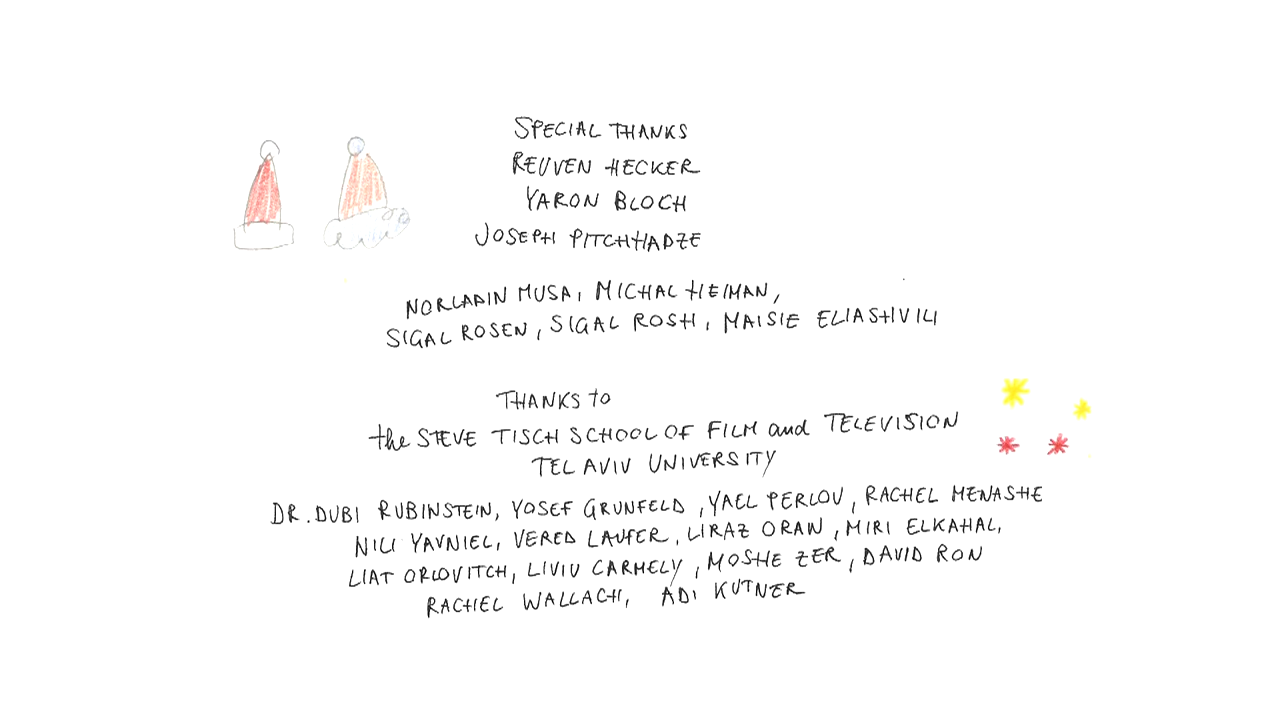 SPECIAL THANKS
REUVEN HECKER
YARON BLOCH
JOSEPH PITCHHADZE
NORLAAIN MUSA, MICHAL HEIMAN,
SIGAL ROSEN, SIGAL ROSH, MAISIE ELIASHIVILI
THANKS to
the STEVE TISCH SCHOOL OF FILM and TELEVISION
TEL AVIV UNIVERSITY
DR. DUBI RUBINSTEIN, YOSEF GRUNFELD, YAEL PERLOV, RACHEL MENASHE
NILI YAVNIEL, VERED LAUFER, LIRAZ ORAN, MIRI ELKAHAL,
LIAT ORLOVITCH, LIVIU CARMELY, MOSHE ZER, DAVID RON
RACHEL WALLACH, ADI KUTNER